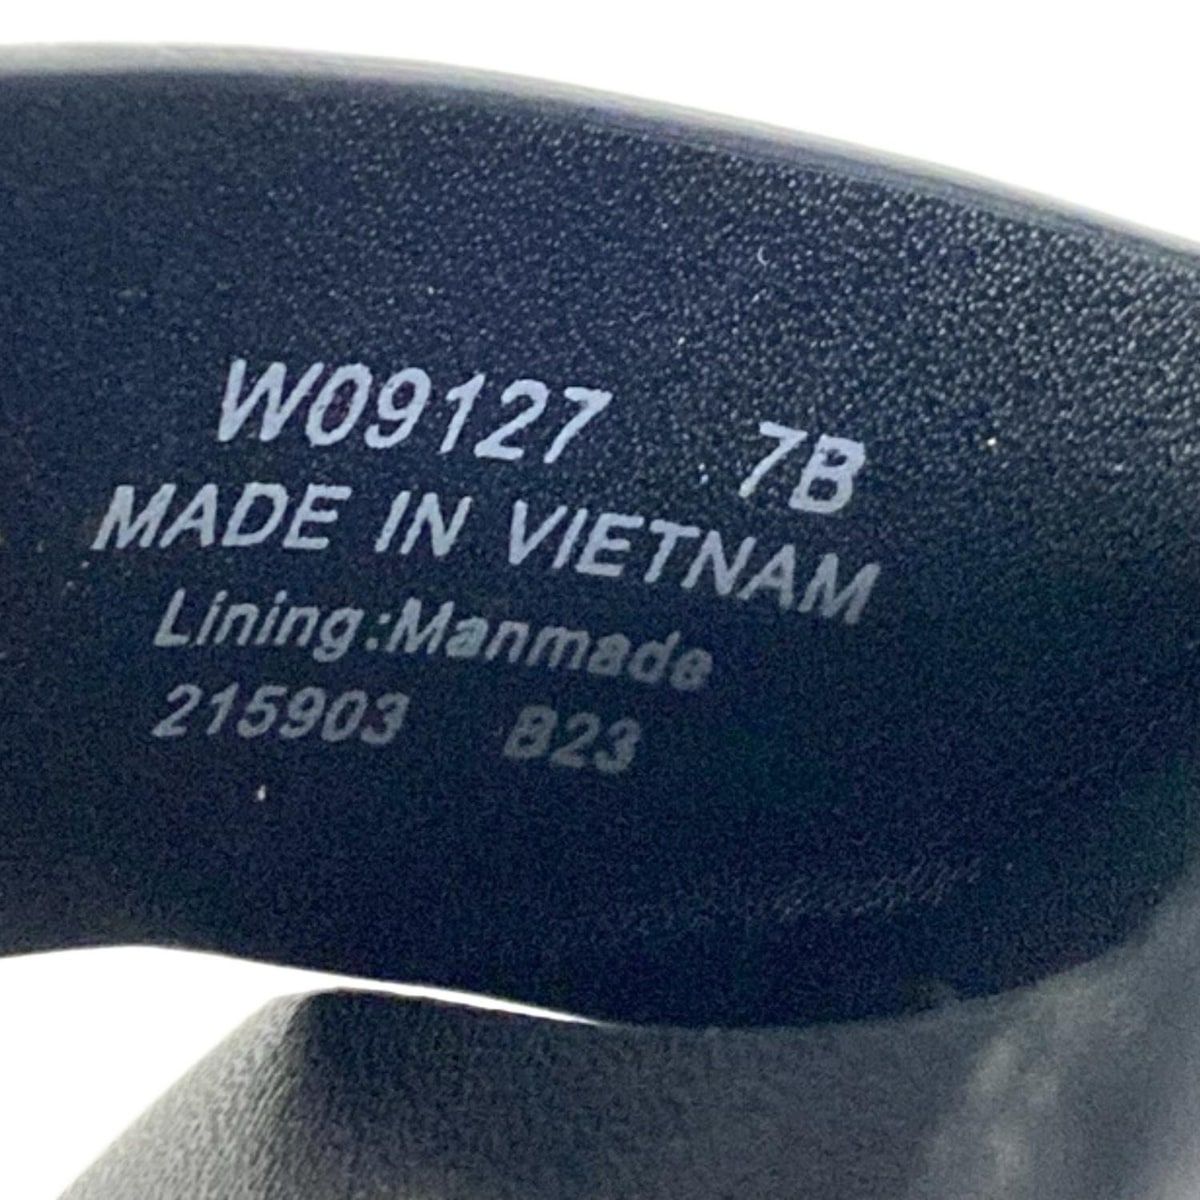 W09127 7B
MADE IN VIETNAM
Lining:Manmade
215903 B23